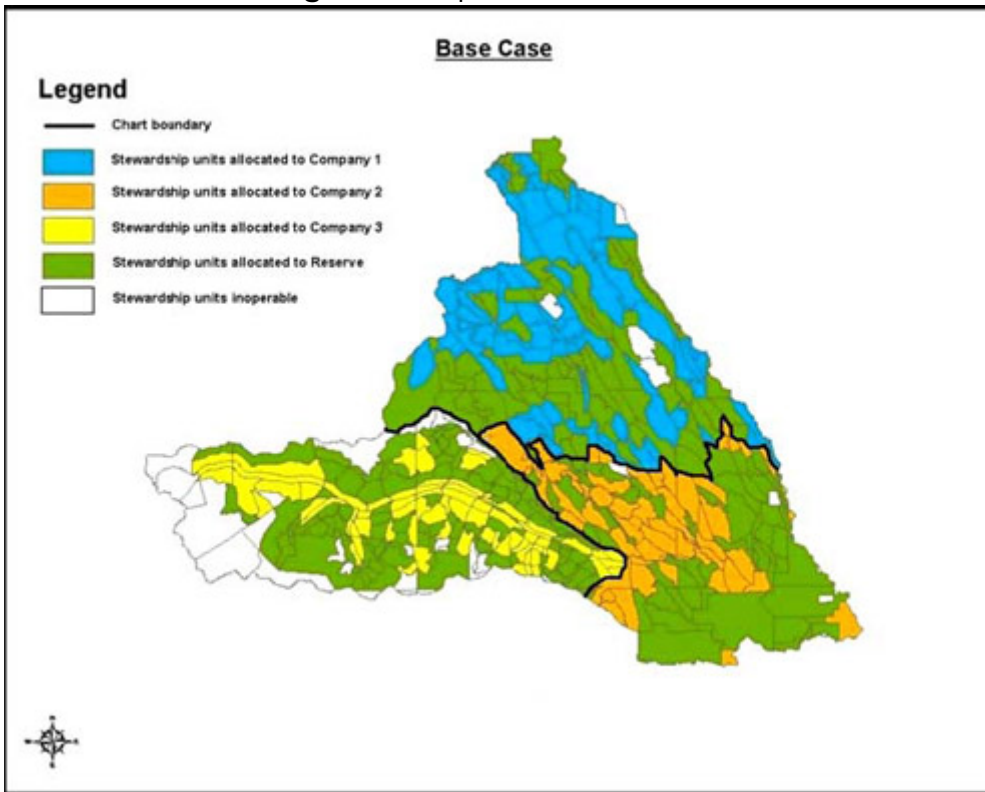 Base Case
Legend
Chart boundary
Stewardship units allocated to Company 1
Stewardship units allocated to Company 2
Stewardship units allocated to Company 3
Stewardship units allocated to Reserve
Stewardship units inoperable
N
W
E
S